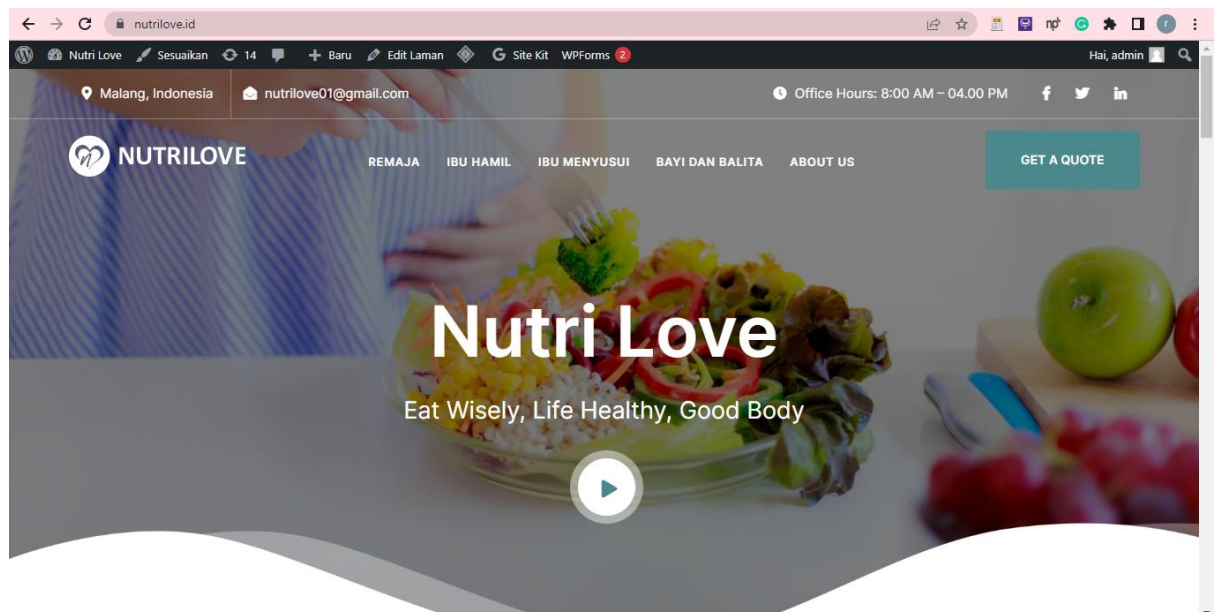 nutrilove.id
Nutri Love Sesuaikan 14 Baru Edit Laman Site Kit WPForms 2 Hai, admin
Malang, Indonesia nutrilove01@gmail.com Office Hours: 8:00 AM – 04.00 PM
NUTRILOVE REMAJA IBU HAMIL IBU MENYUSUI BAYI DAN BALITA ABOUT US GET A QUOTE
Nutri Love
Eat Wisely, Life Healthy, Good Body